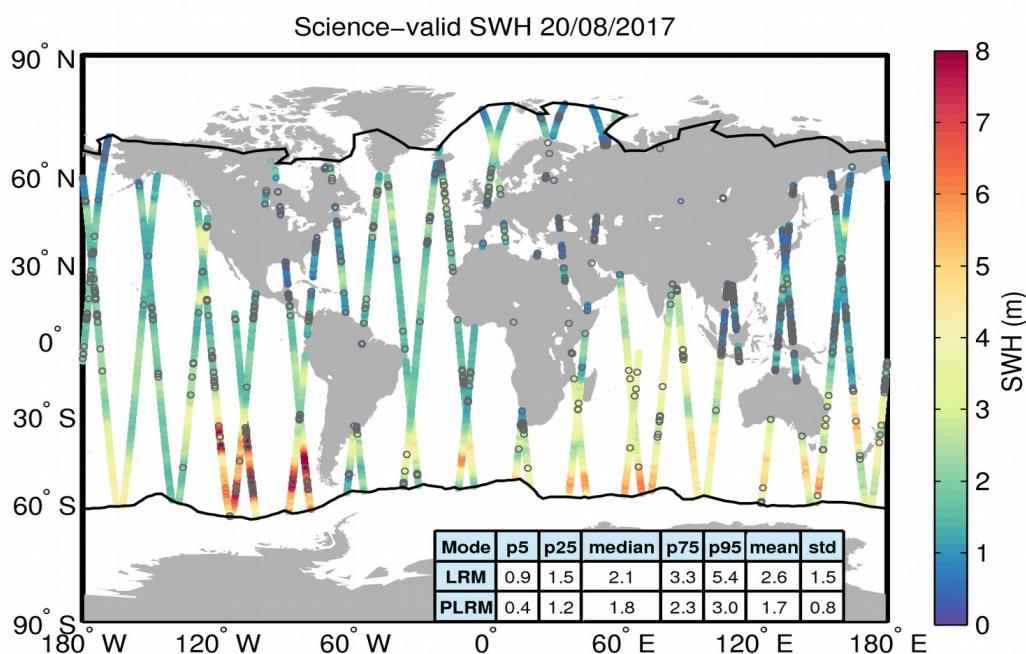 Science−valid SWH 20/08/2017
90° N
60° N
30° N
0°
30° S
60° S
90° S
180° W
120° W
60° W
0°
60° E
120° E
180° E
Mode p5 p25 median p75 p95 mean std
LRM 0.9 1.5 2.1 3.3 5.4 2.6 1.5
PLRM 0.4 1.2 1.8 2.3 3.0 1.7 0.8
8
7
6
5
4
3
2
1
0
SWH (m)